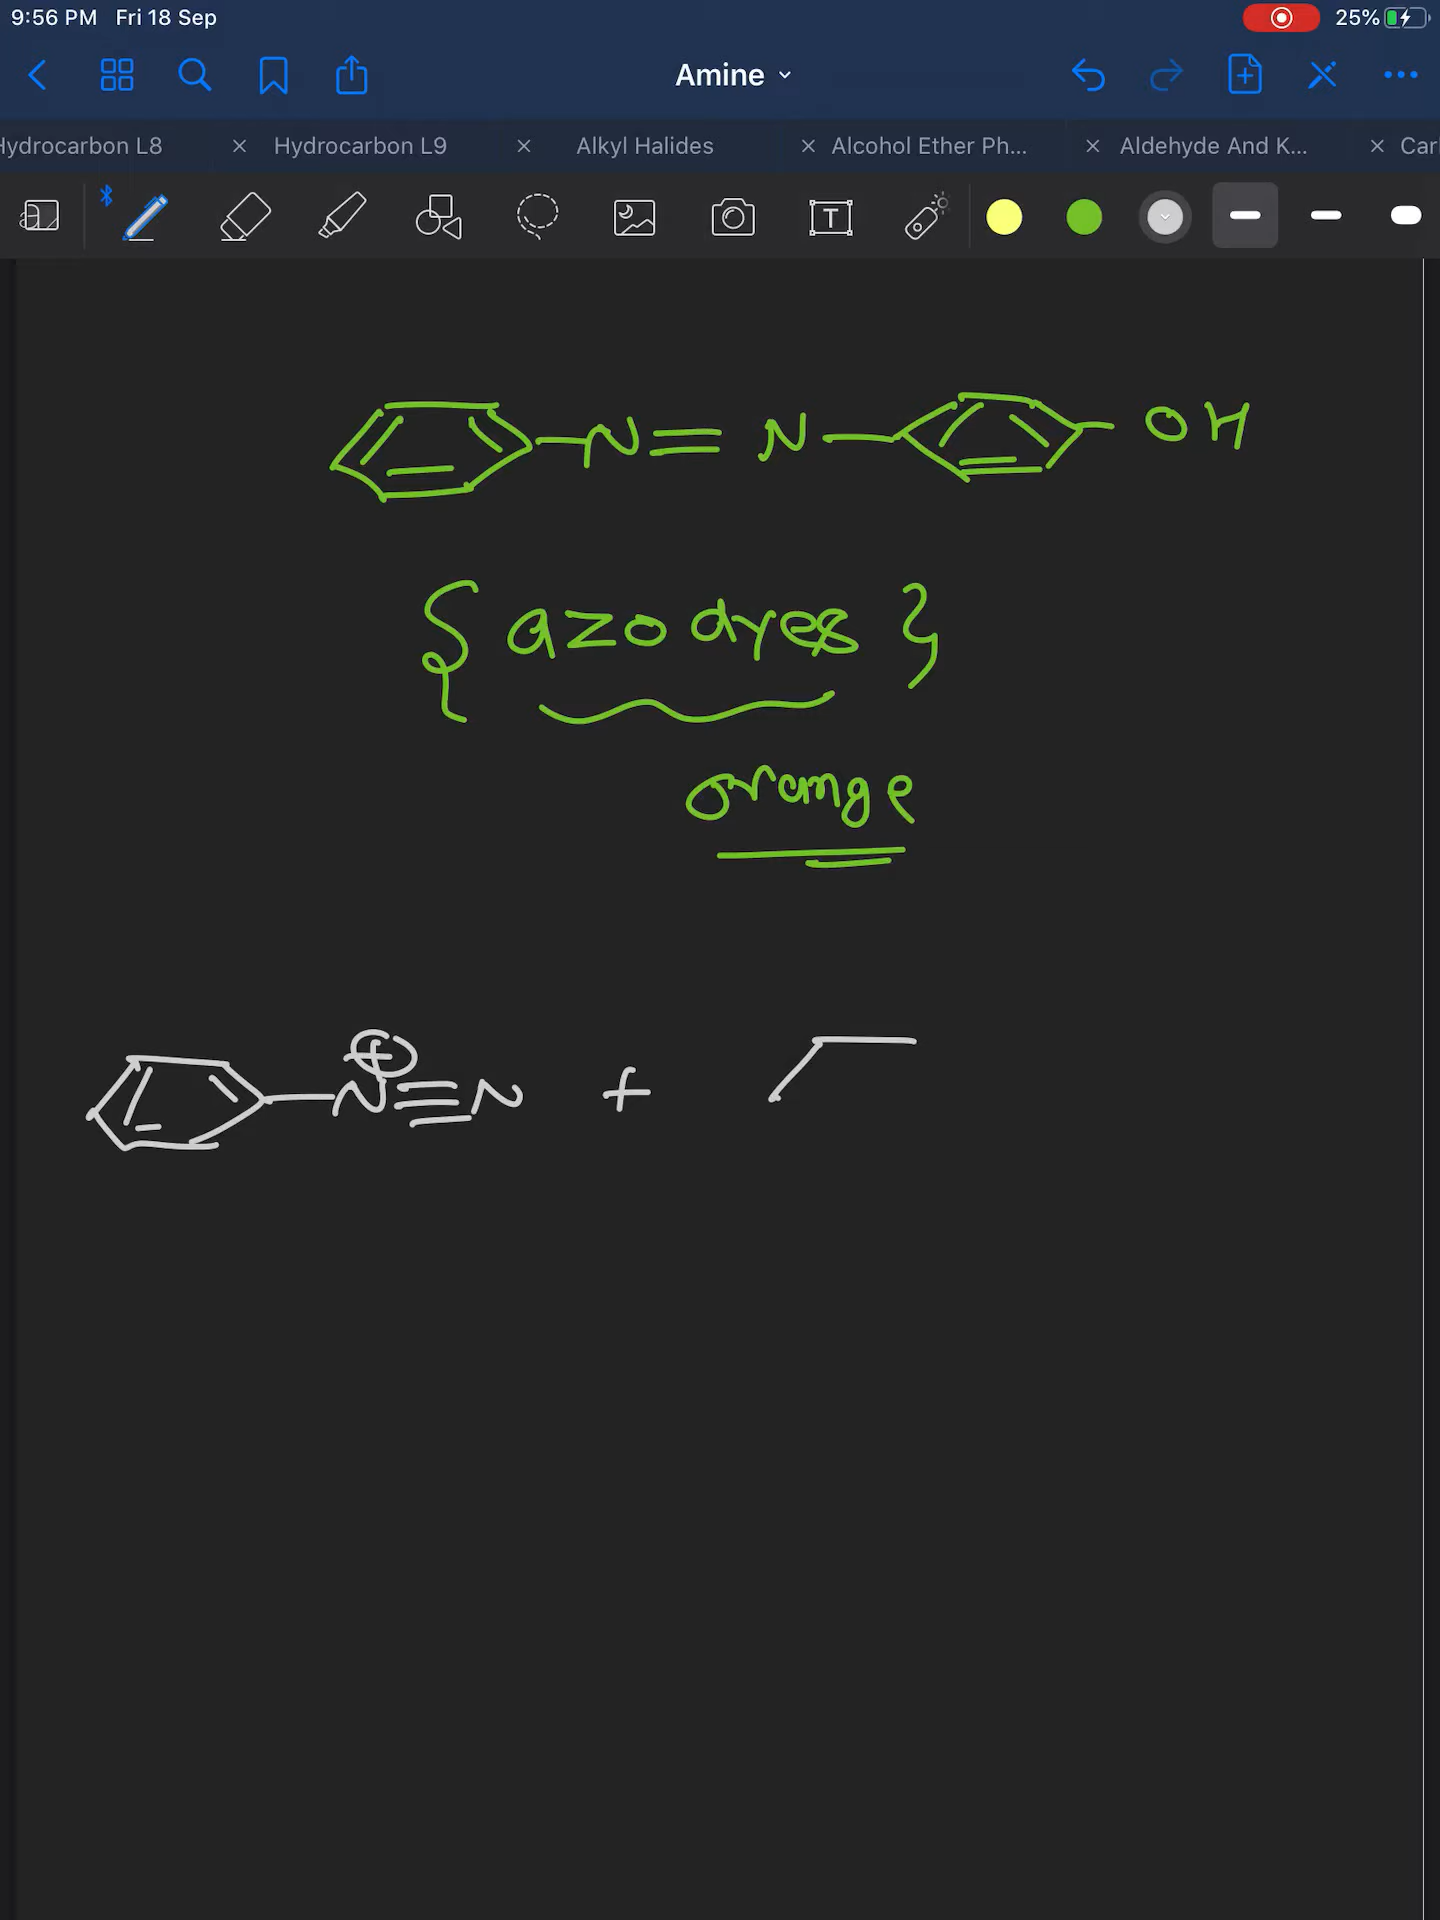 9:56 PM Fri 18 Sep 25%
Amine
Hydrocarbon L8 × Hydrocarbon L9 × Alkyl Halides × Alcohol Ether Ph... × Aldehyde And K... × Car
a T
N = N OH
{ azo dyes }
orange
⊕
N ≡ N +